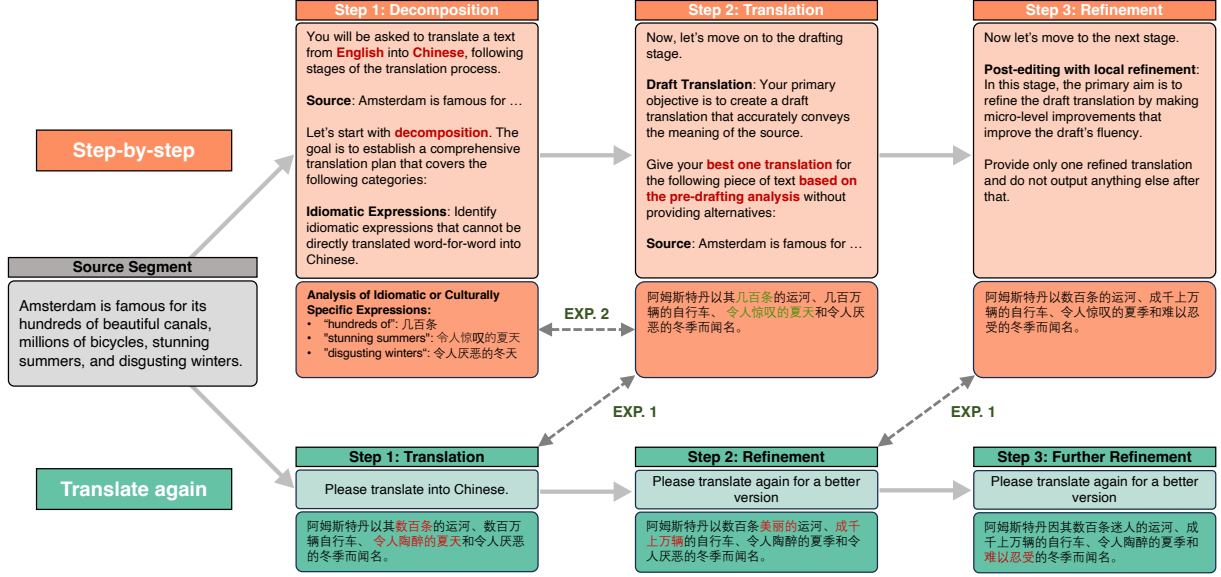 Step 1: Decomposition
You will be asked to translate a text
from English into Chinese, following
stages of the translation process.
Source: Amsterdam is famous for ...
Let's start with decomposition. The
goal is to establish a comprehensive
translation plan that covers the
following categories:
Idiomatic Expressions: Identify
idiomatic expressions that cannot be
directly translated word-for-word into
Chinese.
Analysis of Idiomatic or Culturally
Specific Expressions:
• "hundreds of": 几百条
• "stunning summers": 令人惊叹的夏天
• "disgusting winters": 令人厌恶的冬天
Step 2: Translation
Now, let's move on to the drafting
stage.
Draft Translation: Your primary
objective is to create a draft
translation that accurately conveys
the meaning of the source.
Give your best one translation for
the following piece of text based on
the pre-drafting analysis without
providing alternatives:
Source: Amsterdam is famous for ...
阿姆斯特丹以其几百条的运河、几百万
辆的自行车、 令人惊叹的夏天和令人厌
恶的冬季而闻名。
Step 3: Refinement
Now let's move to the next stage.
Post-editing with local refinement:
In this stage, the primary aim is to
refine the draft translation by making
micro-level improvements that
improve the draft's fluency.
Provide only one refined translation
and do not output anything else after
that.
阿姆斯特丹以数百条的运河、成千上万
辆的自行车、令人惊叹的夏季和难以忍
受的冬季而闻名。
Step-by-step
Source Segment
Amsterdam is famous for its
hundreds of beautiful canals,
millions of bicycles, stunning
summers, and disgusting winters.
EXP. 2
EXP. 1
EXP. 1
Translate again
Step 1: Translation
Please translate into Chinese.
阿姆斯特丹以其数百条的运河、数百万
辆自行车、 令人陶醉的夏天和令人厌恶
的冬季而闻名。
Step 2: Refinement
Please translate again for a better
version
阿姆斯特丹以数百条美丽的运河、成千
上万辆的自行车、令人陶醉的夏季和令
人厌恶的冬季而闻名。
Step 3: Further Refinement
Please translate again for a better
version
阿姆斯特丹因其数百条迷人的运河、成
千上万辆的自行车、令人陶醉的夏季和
难以忍受的冬季而闻名。